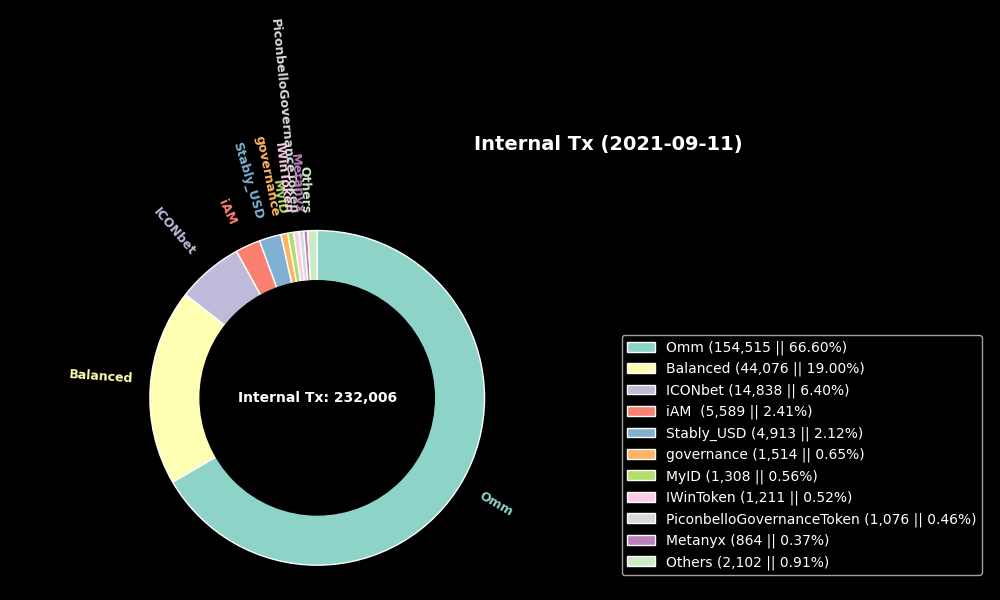 Internal Tx (2021-09-11)
PiconbelloGovernanceToken
Stably_USD
governance
MyID
IWinToken
Metanyx
Others
iAM
ICONbet
Balanced
Omm
Internal Tx: 232,006
Omm (154,515 || 66.60%)
Balanced (44,076 || 19.00%)
ICONbet (14,838 || 6.40%)
iAM  (5,589 || 2.41%)
Stably_USD (4,913 || 2.12%)
governance (1,514 || 0.65%)
MyID (1,308 || 0.56%)
IWinToken (1,211 || 0.52%)
PiconbelloGovernanceToken (1,076 || 0.46%)
Metanyx (864 || 0.37%)
Others (2,102 || 0.91%)